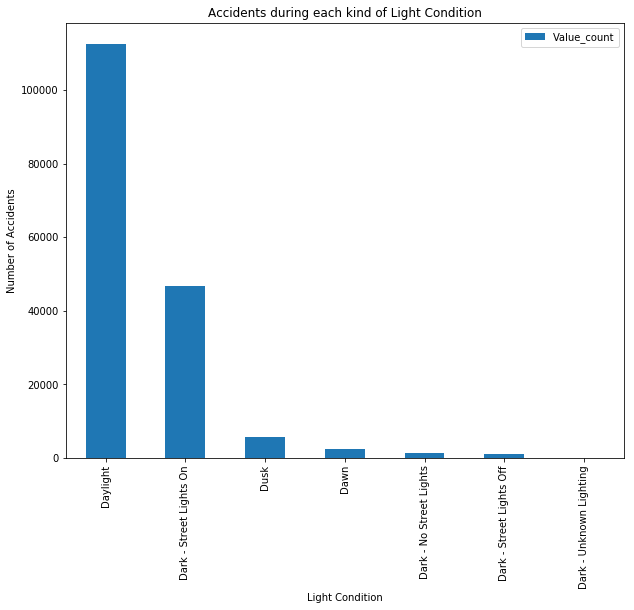 Accidents during each kind of Light Condition
Value_count
100000
80000
60000
40000
20000
0
Number of Accidents
Daylight
Dark - Street Lights On
Dusk
Dawn
Dark - No Street Lights
Dark - Street Lights Off
Dark - Unknown Lighting
Light Condition